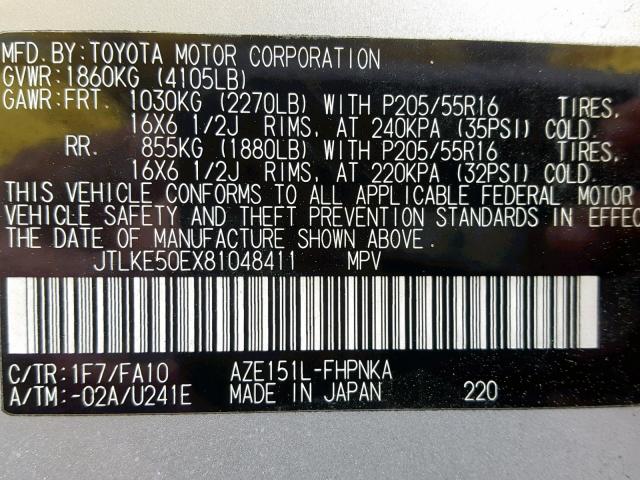 MFD. BY: TOYOTA MOTOR CORPORATION
GVWR: 1860KG (4105LB)
GAWR: FRT. 1030KG (2270LB) WITH P205/55R16 TIRES,
16X6 1/2J RIMS, AT 240KPA (35PSI) COLD.
RR. 855KG (1880LB) WITH P205/55R16 TIRES,
16X6 1/2J RIMS, AT 220KPA (32PSI) COLD.
THIS VEHICLE CONFORMS TO ALL APPLICABLE FEDERAL MOTOR
VEHICLE SAFETY AND THEFT PREVENTION STANDARDS IN EFFEC
THE DATE OF MANUFACTURE SHOWN ABOVE.
JTLKE50EX81048411 MPV
C/TR: 1F7/FA10 AZE151L-FHPNKA
A/TM: -02A/U241E MADE IN JAPAN 220